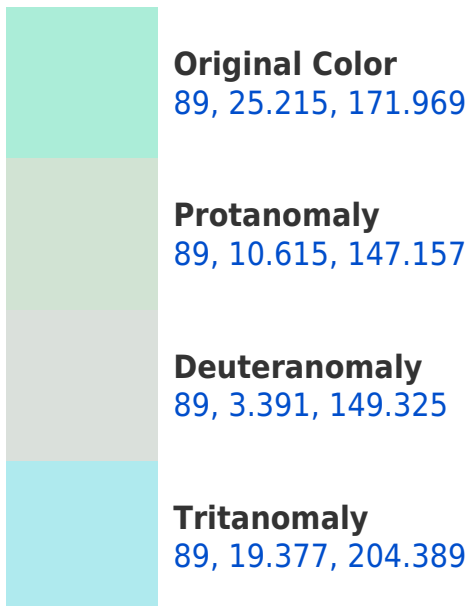 Original Color
89, 25.215, 171.969
Protanomaly
89, 10.615, 147.157
Deuteranomaly
89, 3.391, 149.325
Tritanomaly
89, 19.377, 204.389